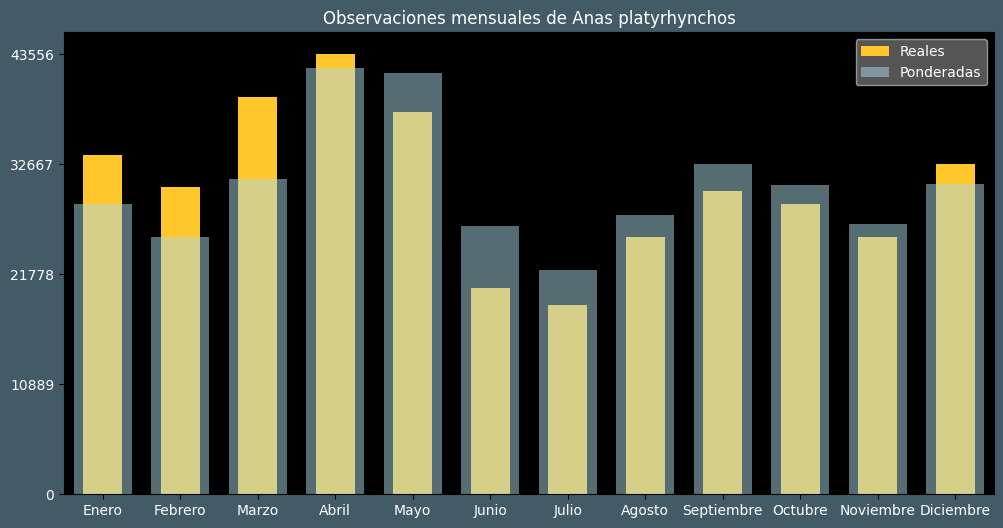 Observaciones mensuales de Anas platyrhynchos
Reales
Ponderadas
43556
32667
21778
10889
0
Enero Febrero Marzo Abril Mayo Junio Julio Agosto Septiembre Octubre Noviembre Diciembre